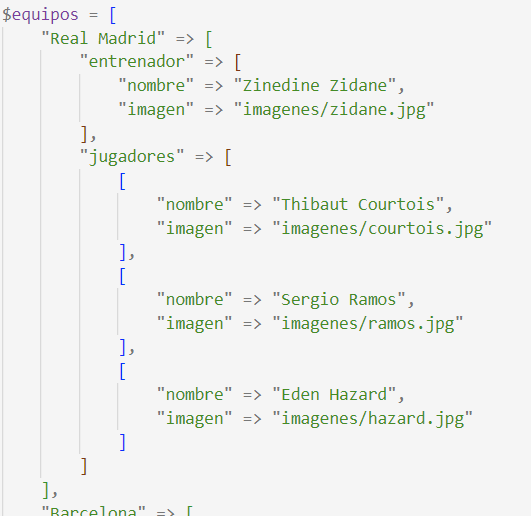 $equipos = [
"Real Madrid" => [
"entrenador" => [
"nombre" => "Zinedine Zidane",
"imagen" => "imagenes/zidane.jpg"
],
"jugadores" => [
[
"nombre" => "Thibaut Courtois",
"imagen" => "imagenes/courtois.jpg"
],
[
"nombre" => "Sergio Ramos",
"imagen" => "imagenes/ramos.jpg"
],
[
"nombre" => "Eden Hazard",
"imagen" => "imagenes/hazard.jpg"
]
]
],
"Barcelona" => [